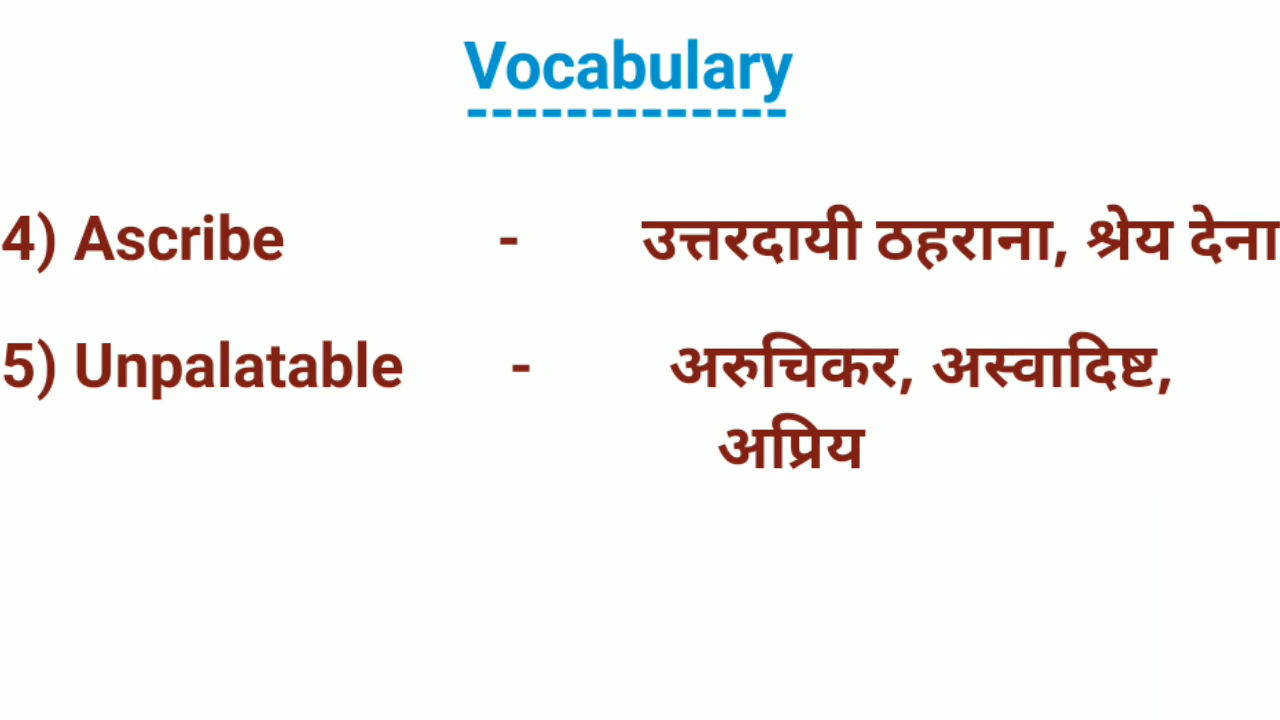 Vocabulary
-------------
4) Ascribe - उत्तरदायी ठहराना, श्रेय देना
5) Unpalatable - अरुचिकर, अस्वादिष्ट,
अप्रिय